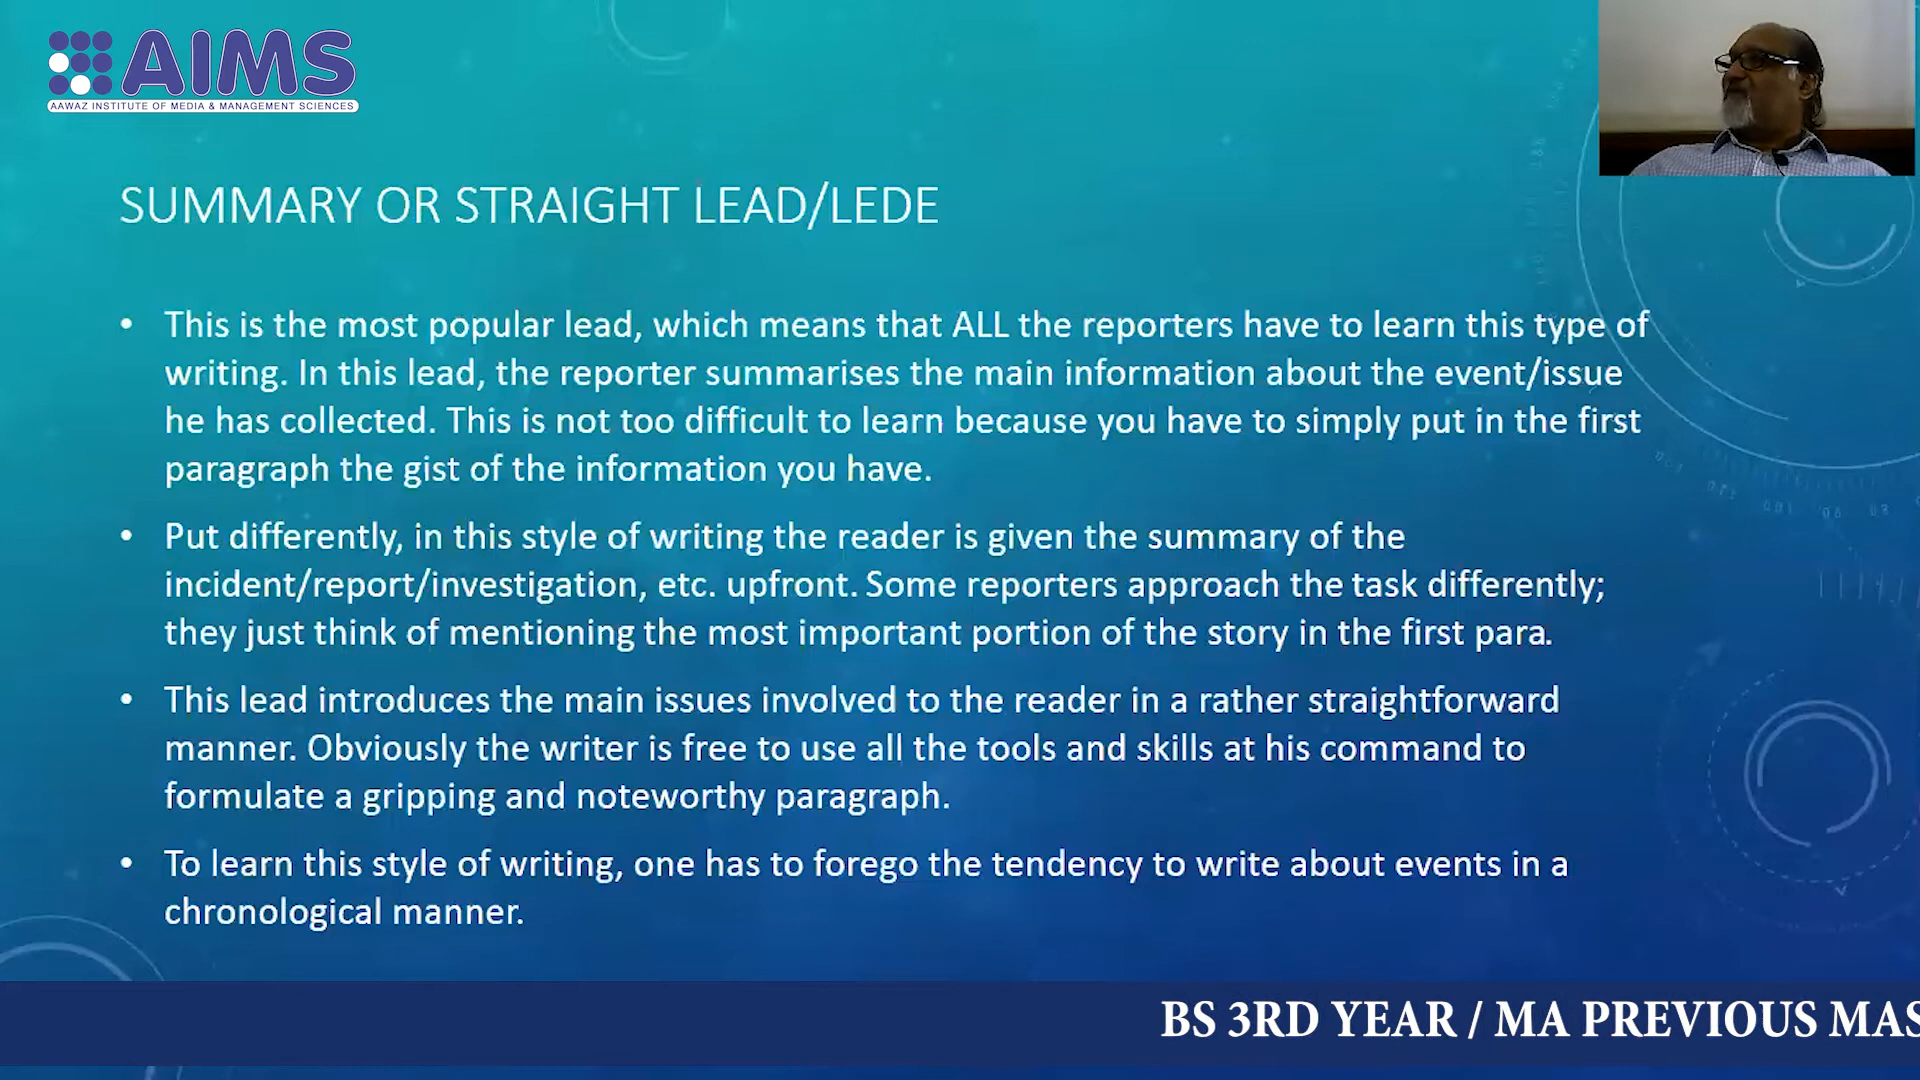 AIMS
AAWAZ INSTITUTE OF MEDIA & MANAGEMENT SCIENCES
SUMMARY OR STRAIGHT LEAD/LEDE
• This is the most popular lead, which means that ALL the reporters have to learn this type of
writing. In this lead, the reporter summarises the main information about the event/issue
he has collected. This is not too difficult to learn because you have to simply put in the first
paragraph the gist of the information you have.
• Put differently, in this style of writing the reader is given the summary of the
incident/report/investigation, etc. upfront. Some reporters approach the task differently;
they just think of mentioning the most important portion of the story in the first para.
• This lead introduces the main issues involved to the reader in a rather straightforward
manner. Obviously the writer is free to use all the tools and skills at his command to
formulate a gripping and noteworthy paragraph.
• To learn this style of writing, one has to forego the tendency to write about events in a
chronological manner.
BS 3RD YEAR / MA PREVIOUS MAS